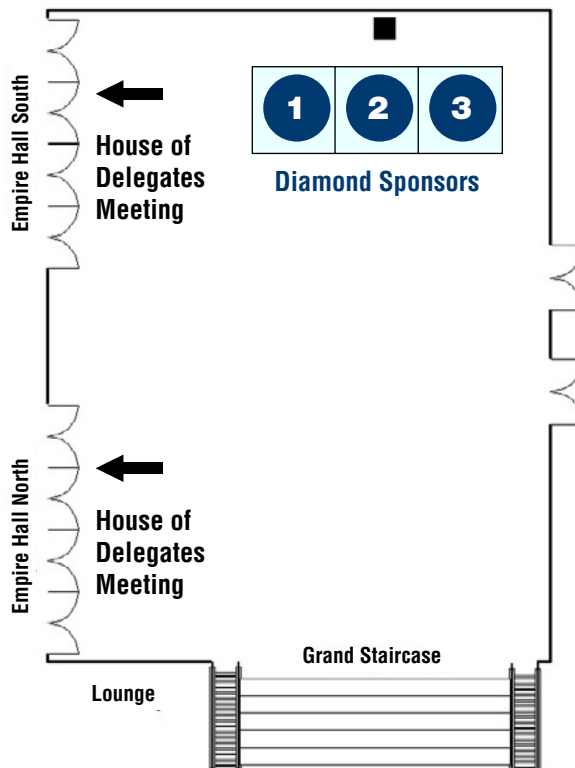 Empire Hall South
1 2 3
House of
Delegates
Meeting
Diamond Sponsors
Empire Hall North
House of
Delegates
Meeting
Grand Staircase
Lounge